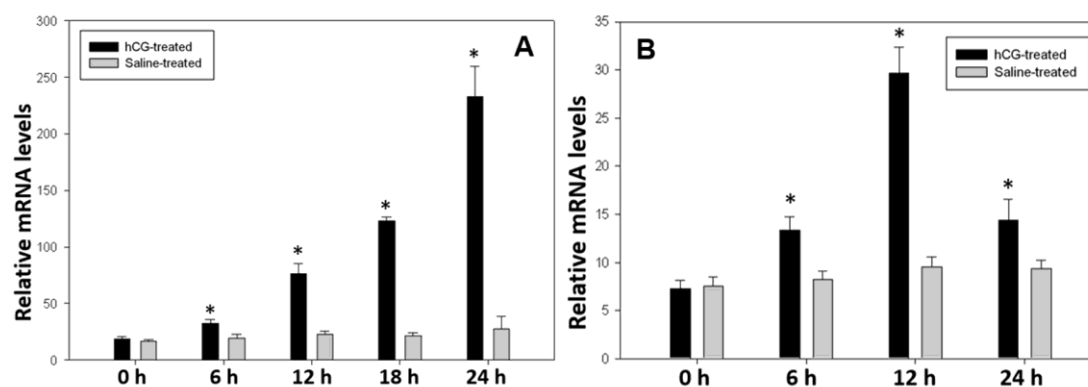 300
250
200
150
100
50
0
Relative mRNA levels
hCG-treated
Saline-treated
A
*
*
*
*
*
0 h 6 h 12 h 18 h 24 h
35
30
25
20
15
10
5
0
Relative mRNA levels
B
hCG-treated
Saline-treated
*
*
*
0 h 6 h 12 h 24 h